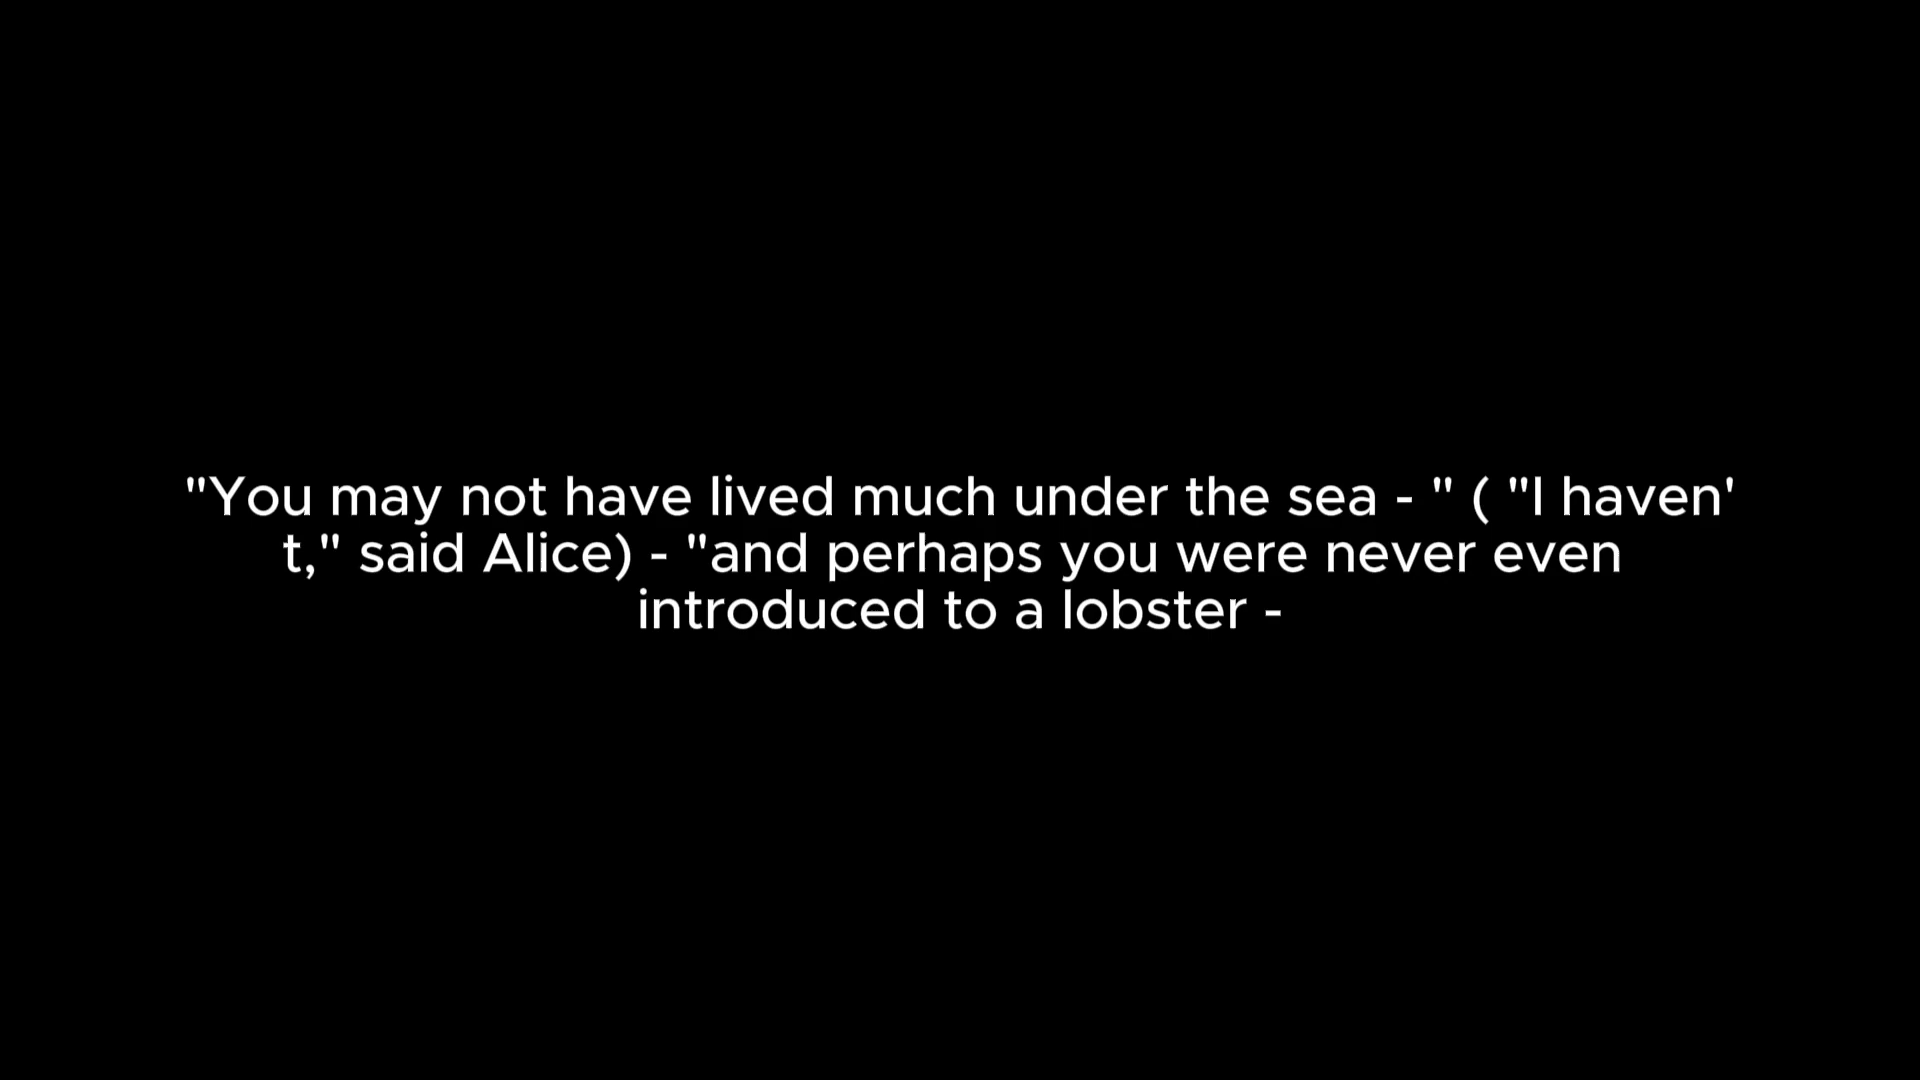 "You may not have lived much under the sea - " ( "I haven'
t," said Alice) - "and perhaps you were never even
introduced to a lobster -